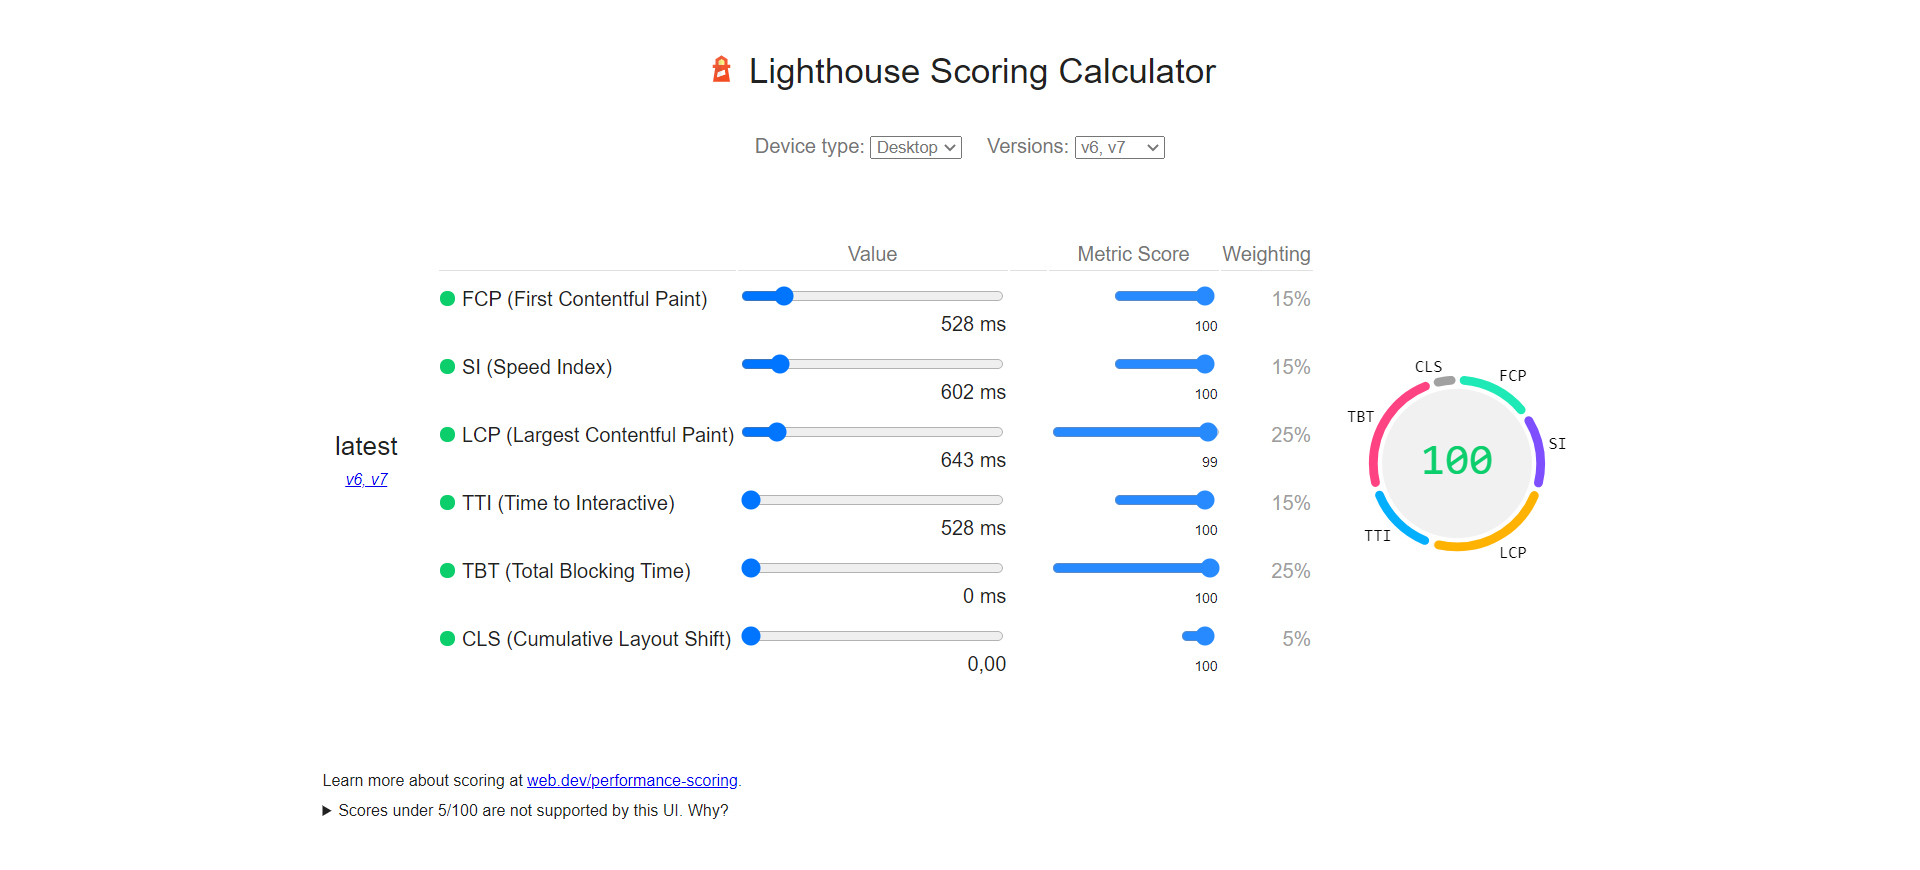 Lighthouse Scoring Calculator
Device type: Desktop Versions: v6, v7
Value Metric Score Weighting
FCP (First Contentful Paint) 15%
528 ms 100
SI (Speed Index) 15%
602 ms 100
LCP (Largest Contentful Paint) 25%
643 ms 99
latest
v6, v7
TTI (Time to Interactive) 15%
528 ms 100
TBT (Total Blocking Time) 25%
0 ms 100
CLS (Cumulative Layout Shift) 5%
0,00 100
CLS
FCP
TBT
SI
100
TTI
LCP
Learn more about scoring at web.dev/performance-scoring.
Scores under 5/100 are not supported by this UI. Why?